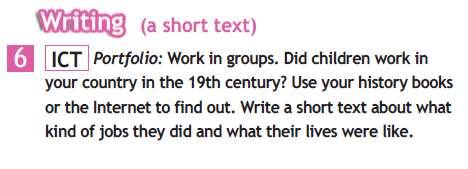 Writing (a short text)
6 ICT Portfolio: Work in groups. Did children work in
your country in the 19th century? Use your history books
or the Internet to find out. Write a short text about what
kind of jobs they did and what their lives were like.